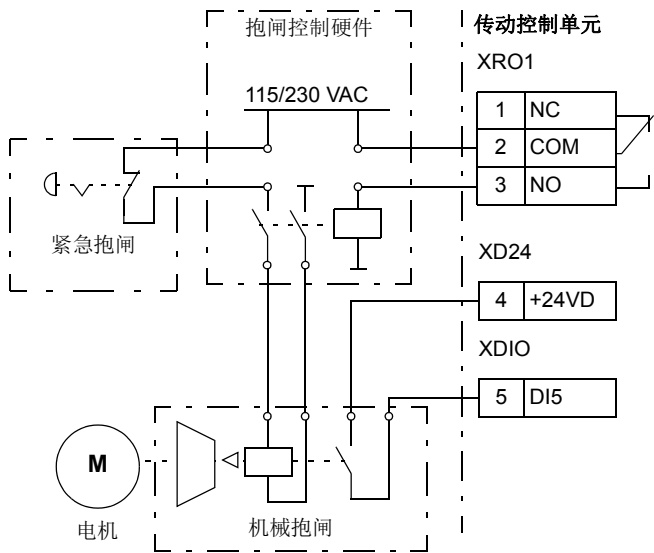 抱闸控制硬件
传动控制单元
XRO1
115/230 VAC
1 NC
2 COM
3 NO
紧急抱闸
XD24
4 +24VD
XDIO
5 DI5
M
电机
机械抱闸